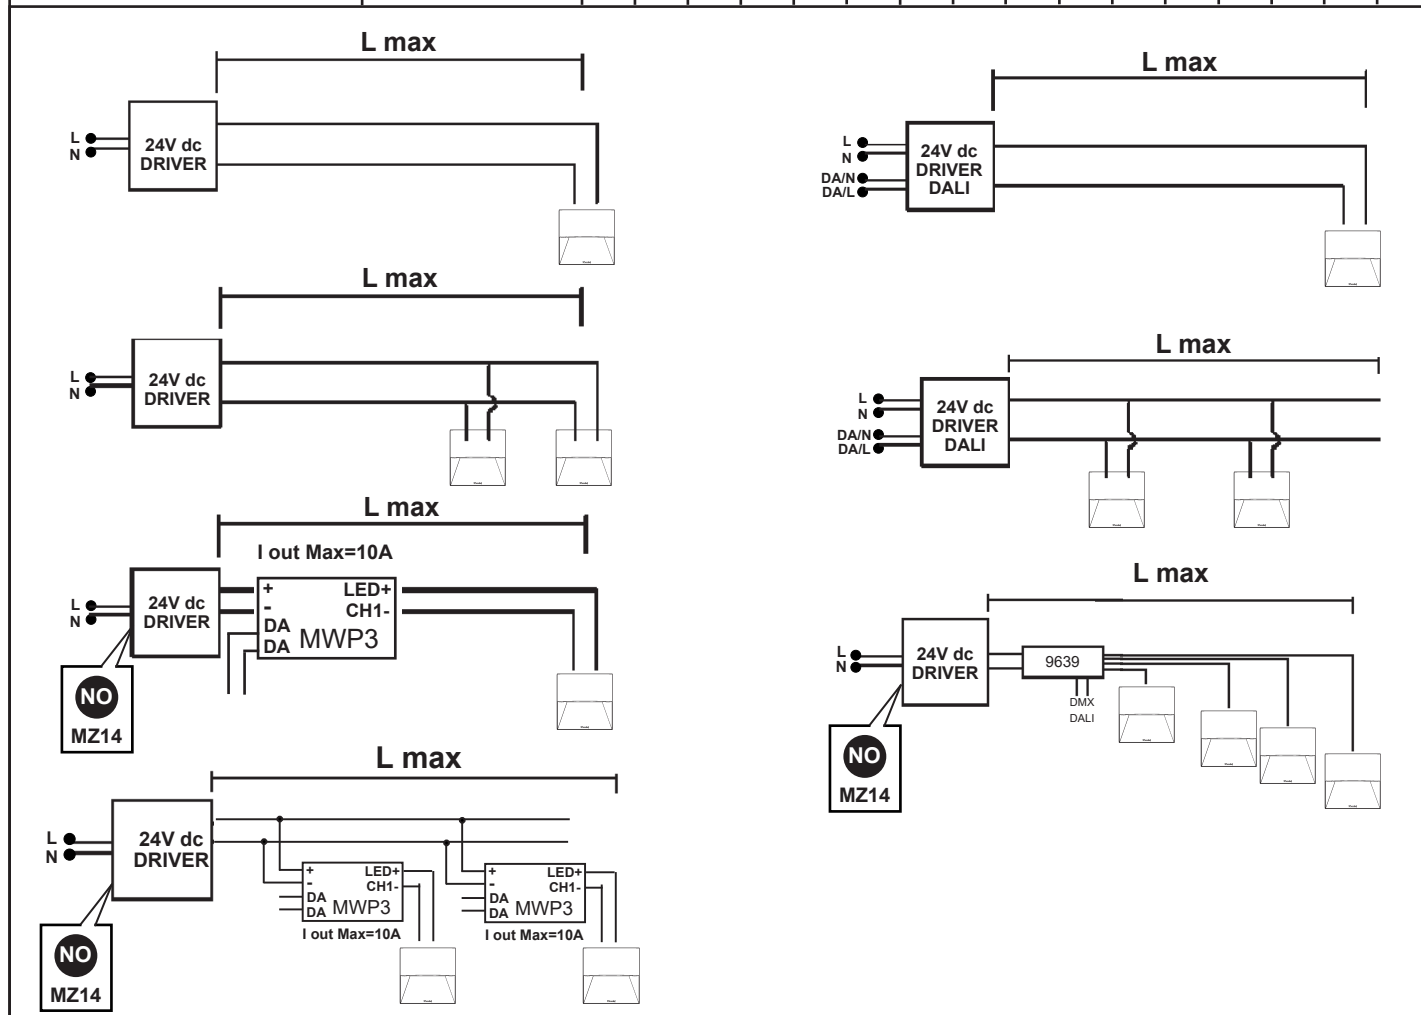 L max
L
N
24V dc
DRIVER
L max
L
N
24V dc
DRIVER
L max
I out Max=10A
L
N
24V dc
DRIVER
+
-
DA
DA
LED+
CH1-
MWP3
NO
MZ14
L max
L
N
24V dc
DRIVER
+
-
DA
DA
LED+
CH1-
MWP3
I out Max=10A
+
-
DA
DA
LED+
CH1-
MWP3
I out Max=10A
NO
MZ14
L max
L
N
DA/N
DA/L
24V dc
DRIVER
DALI
L max
L
N
DA/N
DA/L
24V dc
DRIVER
DALI
L max
L
N
24V dc
DRIVER
9639
DMX
DALI
NO
MZ14